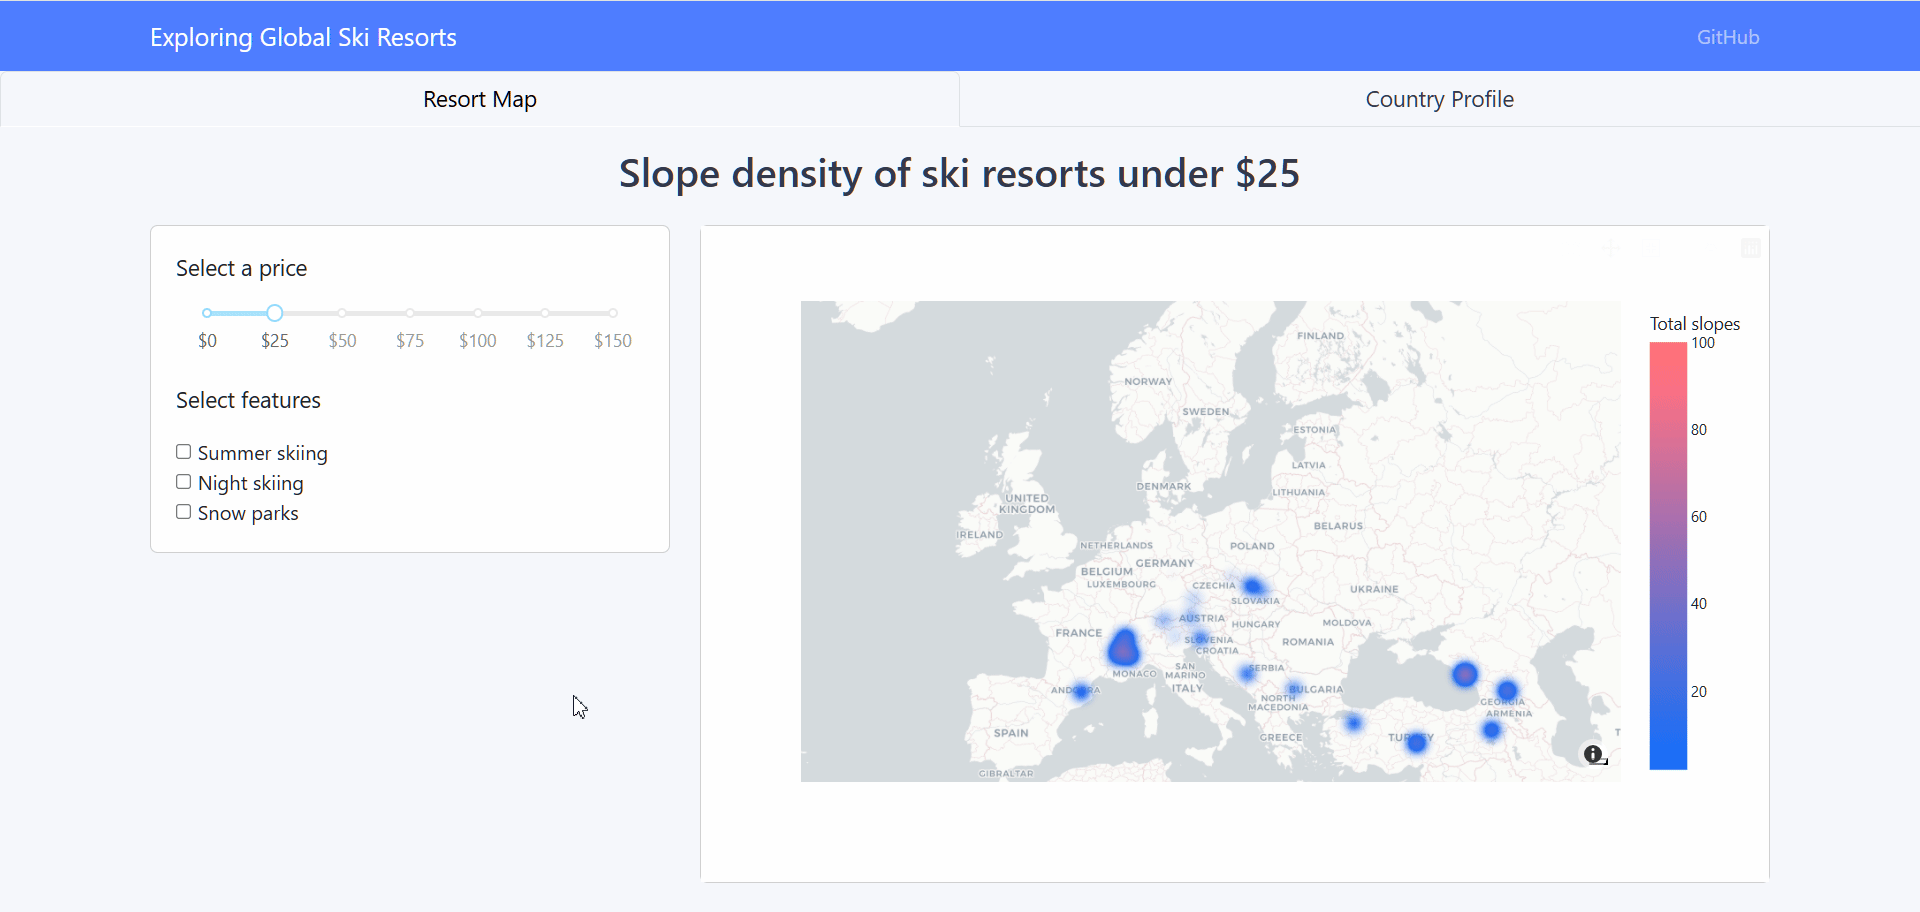 Exploring Global Ski Resorts
GitHub
Resort Map
Country Profile
Slope density of ski resorts under $25
Select a price
$0 $25 $50 $75 $100 $125 $150
Select features
Summer skiing
Night skiing
Snow parks
Total slopes
100
80
60
40
20
FINLAND
NORWAY
SWEDEN
ESTONIA
LATVIA
DENMARK
LITHUANIA
UNITED
KINGDOM
IRELAND
BELARUS
NETHERLANDS
POLAND
GERMANY
BELGIUM
LUXEMBOURG
CZECHIA
UKRAINE
SLOVAKIA
AUSTRIA
HUNGARY
MOLDOVA
FRANCE
SLOVENIA
ROMANIA
CROATIA
SAN
MARINO
SERBIA
MONACO
ITALY
ANDORRA
BULGARIA
NORTH
MACEDONIA
GEORGIA
ARMENIA
SPAIN
GREECE
TURKEY
GIBRALTAR
T